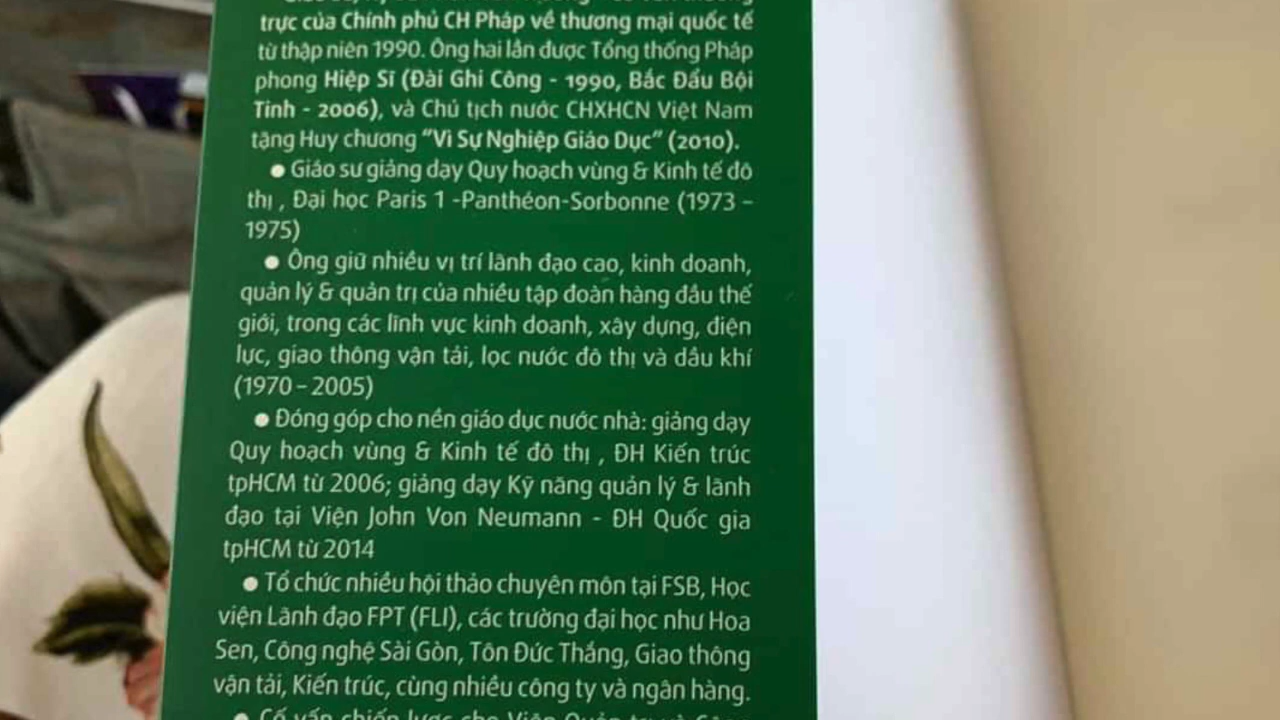 trực của Chính phủ CH Pháp về thương mại quốc tế
từ thập niên 1990. Ông hai lần được Tổng thống Pháp
phong Hiệp Sĩ (Đài Ghi Công - 1990, Bắc Đẩu Bội
Tinh - 2006), và Chủ tịch nước CHXHCN Việt Nam
tặng Huy chương "Vì Sự Nghiệp Giáo Dục" (2010).
● Giáo sư giảng dạy Quy hoạch vùng & Kinh tế đô
thị , Đại học Paris 1 -Panthéon-Sorbonne (1973 –
1975)
● Ông giữ nhiều vị trí lãnh đạo cao, kinh doanh,
quản lý & quản trị của nhiều tập đoàn hàng đầu thế
giới, trong các lĩnh vực kinh doanh, xây dựng, điện
lực, giao thông vận tải, lọc nước đô thị và dầu khí
(1970 – 2005)
● Đóng góp cho nền giáo dục nước nhà: giảng dạy
Quy hoạch vùng & Kinh tế đô thị , ĐH Kiến trúc
tpHCM từ 2006; giảng dạy Kỹ năng quản lý & lãnh
đạo tại Viện John Von Neumann - ĐH Quốc gia
tpHCM từ 2014
● Tổ chức nhiều hội thảo chuyên môn tại FSB, Học
viện Lãnh đạo FPT (FLI), các trường đại học như Hoa
Sen, Công nghệ Sài Gòn, Tôn Đức Thắng, Giao thông
vận tải, Kiến trúc, cùng nhiều công ty và ngân hàng.
● Cố vấn chiến lược cho Viện Quản trị và Công